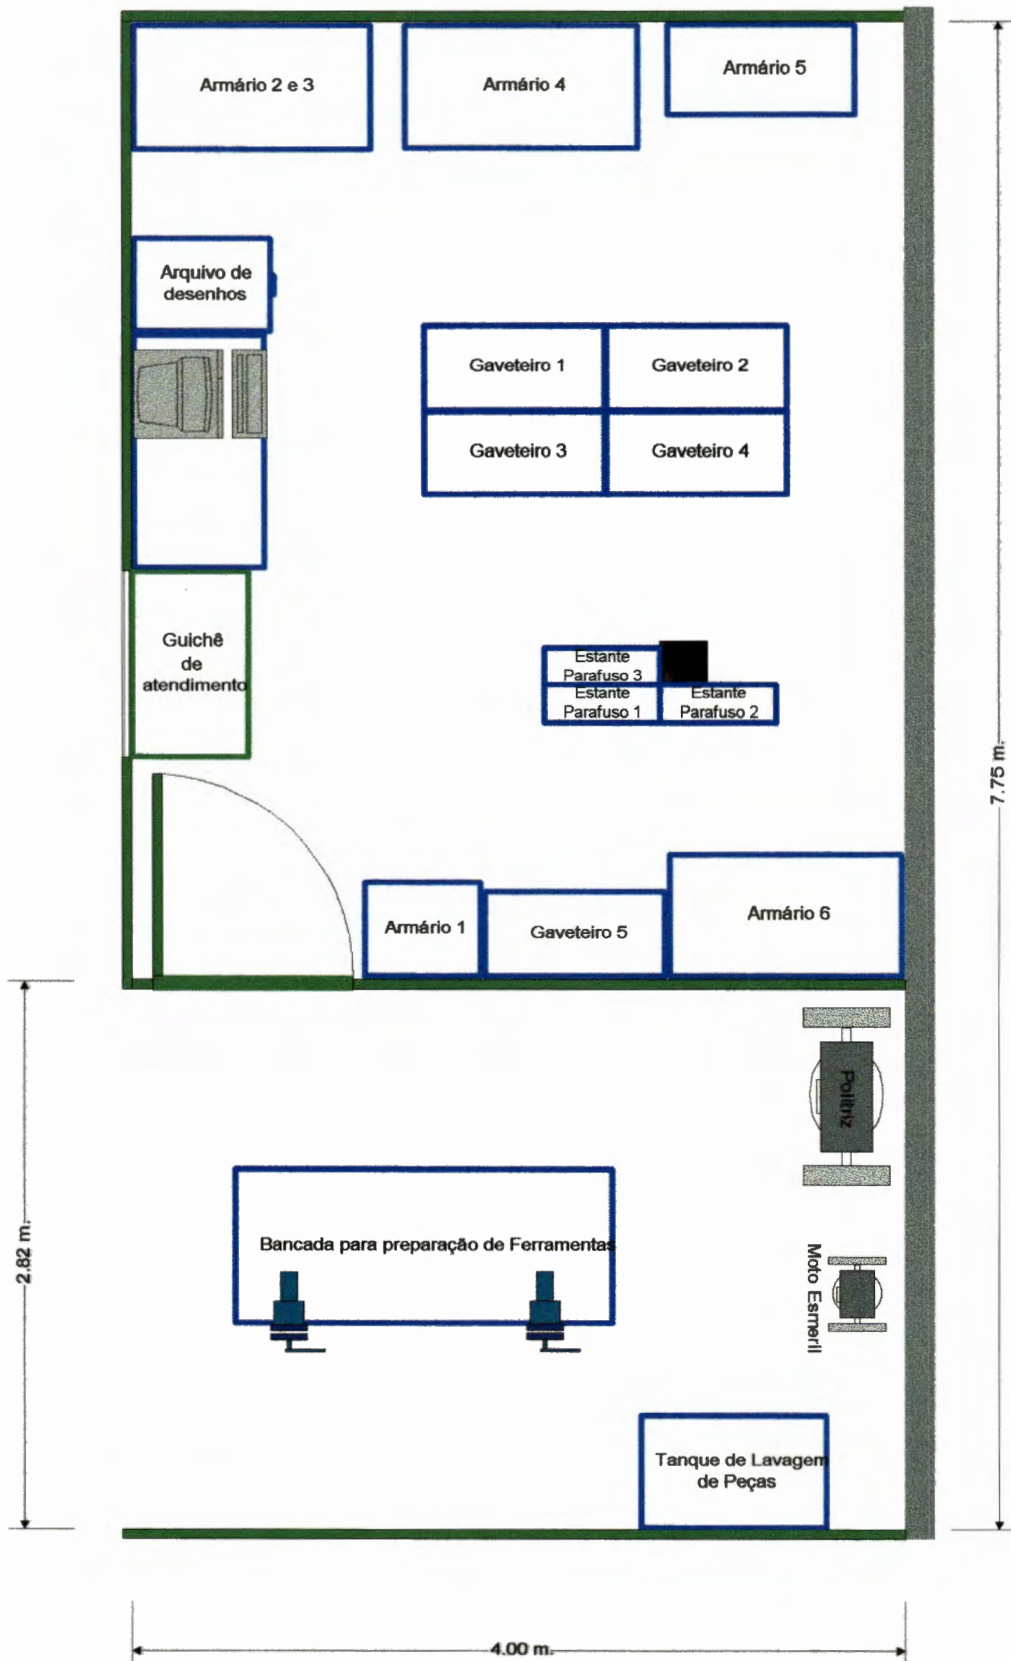 Armário 2 e 3
Armário 4
Armário 5
Arquivo de
desenhos
Gaveteiro 1
Gaveteiro 2
Gaveteiro 3
Gaveteiro 4
Guichê
de
atendimento
Estante
Parafuso 3
Estante
Parafuso 1
Estante
Parafuso 2
7.75 m.
Armário 1
Gaveteiro 5
Armário 6
Politriz
2.82 m.
Bancada para preparação de Ferramentas
Moto Esmeril
Tanque de Lavagem
de Peças
4.00 m.